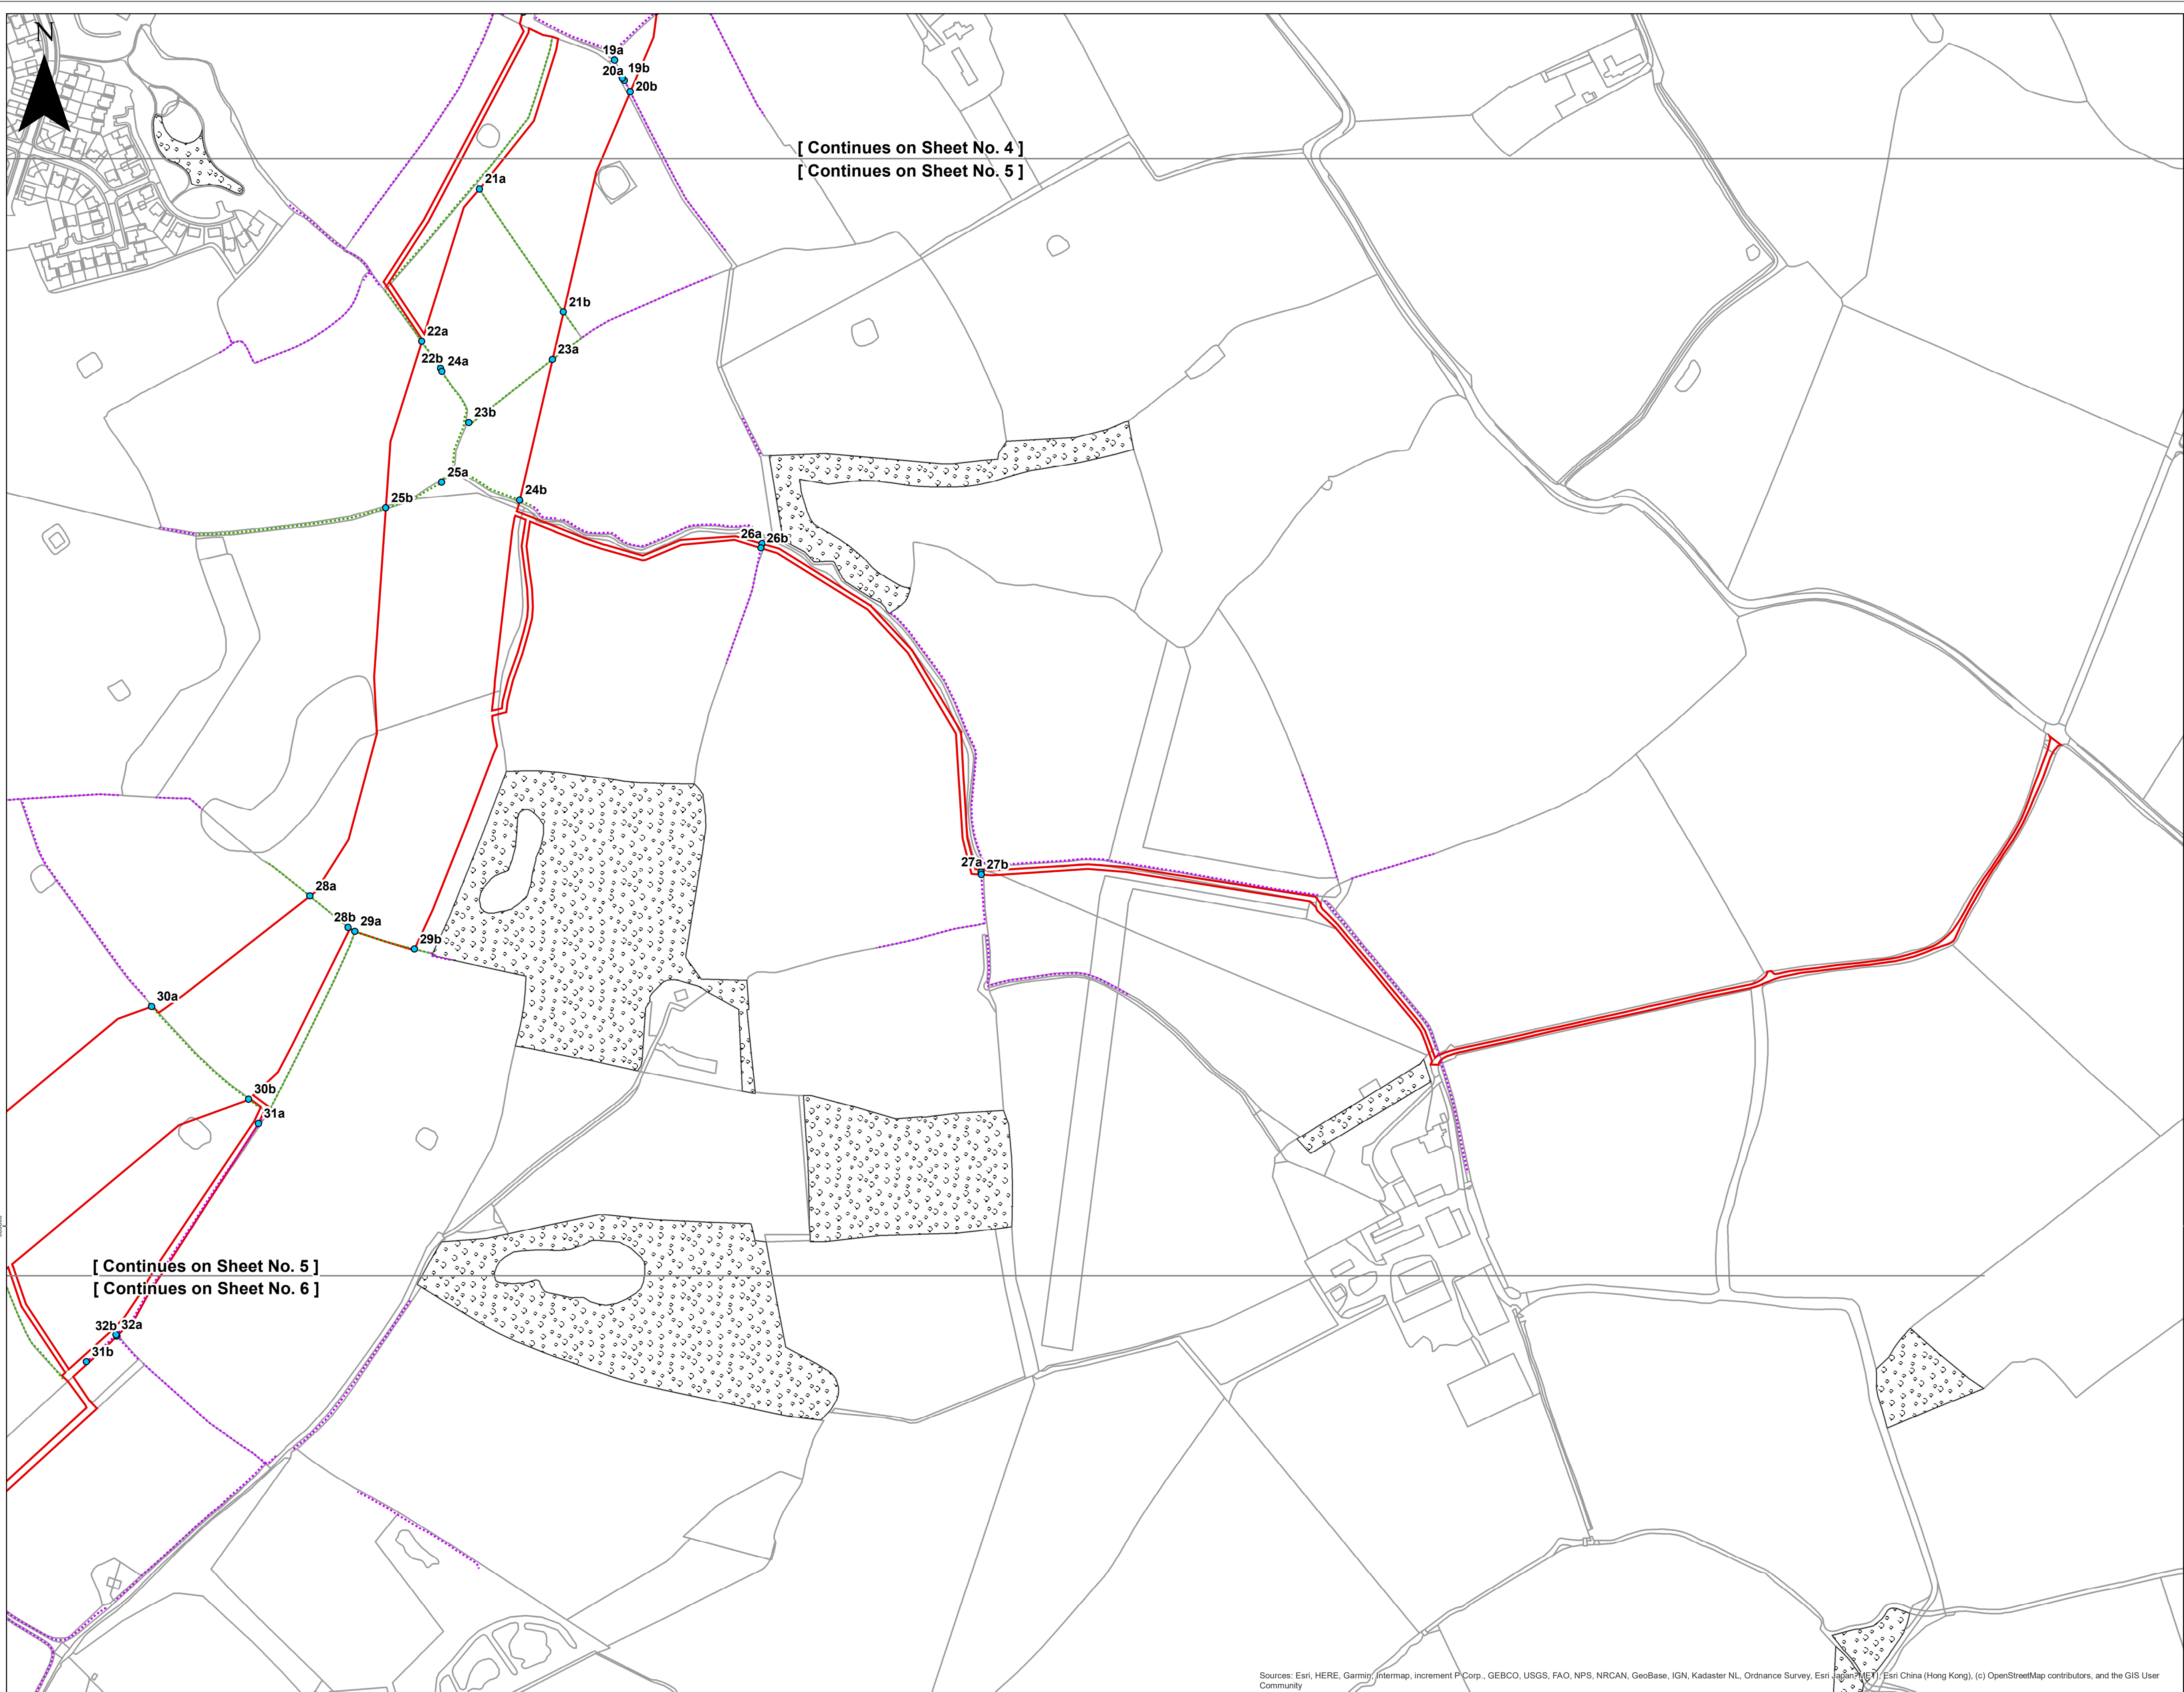 N
19a
20a 19b
20b
[ Continues on Sheet No. 4 ]
[ Continues on Sheet No. 5 ]
21a
21b
22a
22b 24a
23a
23b
25a
25b
24b
26a 26b
27a 27b
28a
28b 29a
29b
30a
30b
31a
[ Continues on Sheet No. 5 ]
[ Continues on Sheet No. 6 ]
32b 32a
31b
Sources: Esri, HERE, Garmin, Intermap, increment P Corp., GEBCO, USGS, FAO, NPS, NRCAN, GeoBase, IGN, Kadaster NL, Ordnance Survey, Esri Japan, METI, Esri China (Hong Kong), (c) OpenStreetMap contributors, and the GIS User
Community